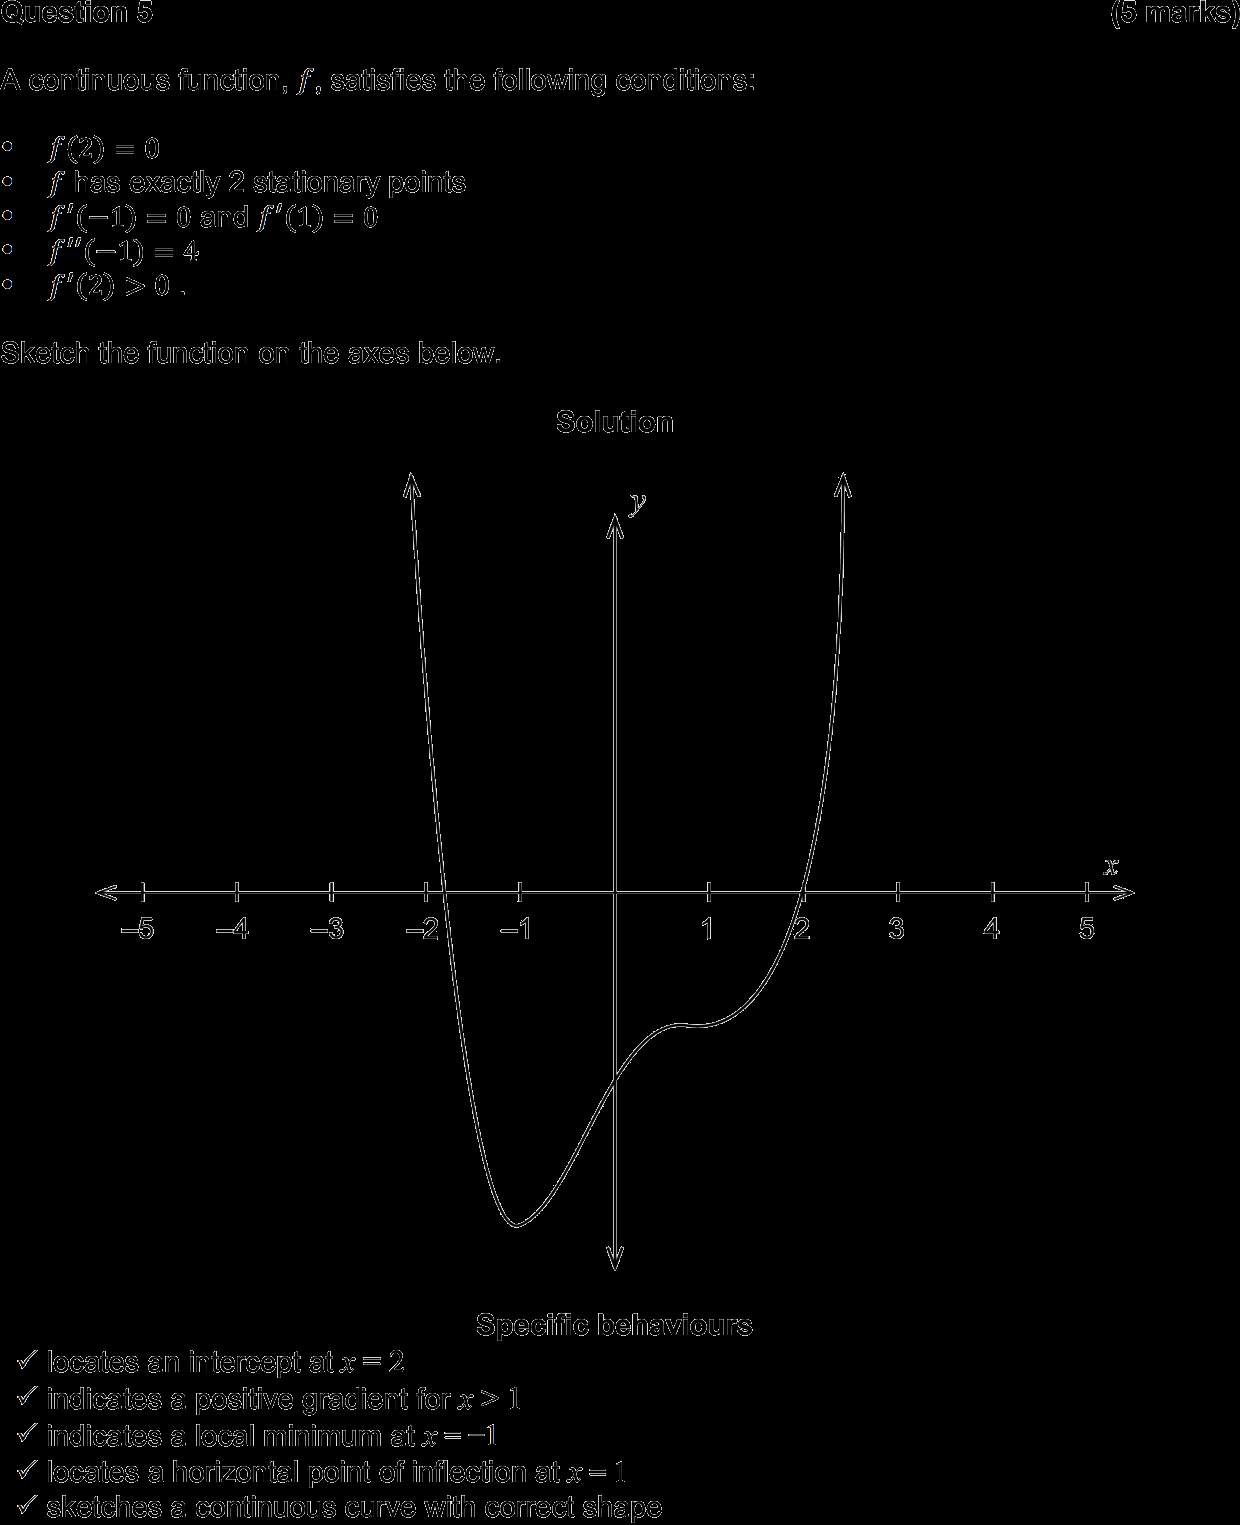 Question 5 (5 marks)
A continuous function, f, satisfies the following conditions:
• f(2) = 0
• f has exactly 2 stationary points
• f′(−1) = 0 and f′(1) = 0
• f′′(−1) = 4
• f′(2) > 0 .
Sketch the function on the axes below.
Solution
y
x
–5 –4 –3 –2 –1 1 2 3 4 5
Specific behaviours
✓ locates an intercept at x = 2
✓ indicates a positive gradient for x > 1
✓ indicates a local minimum at x = −1
✓ locates a horizontal point of inflection at x = 1
✓ sketches a continuous curve with correct shape